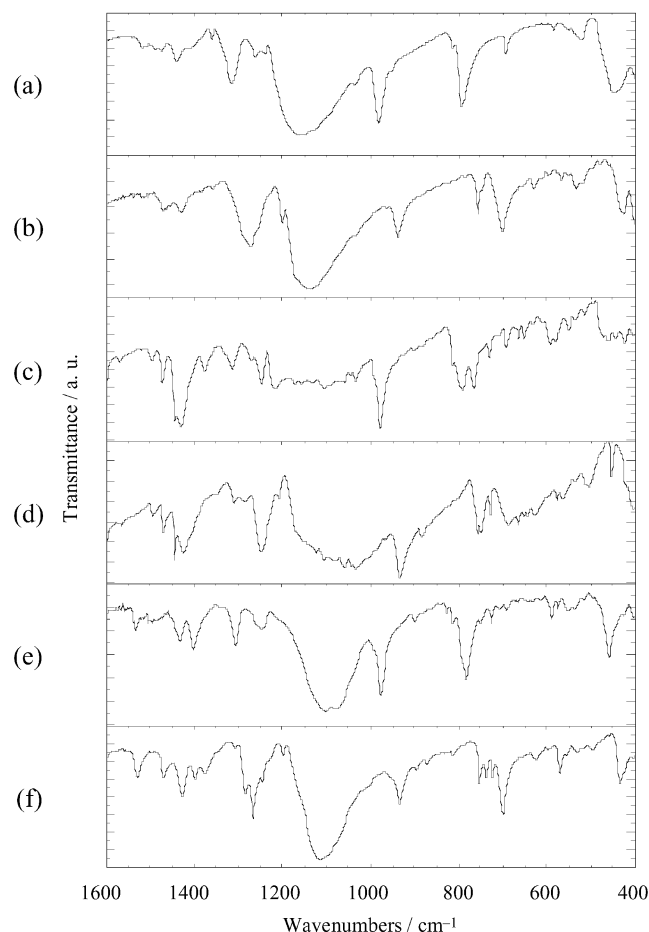 (a)
(b)
(c)
(d)
(e)
(f)
Transmittance / a. u.
1600 1400 1200 1000 800 600 400
Wavenumbers / cm⁻¹